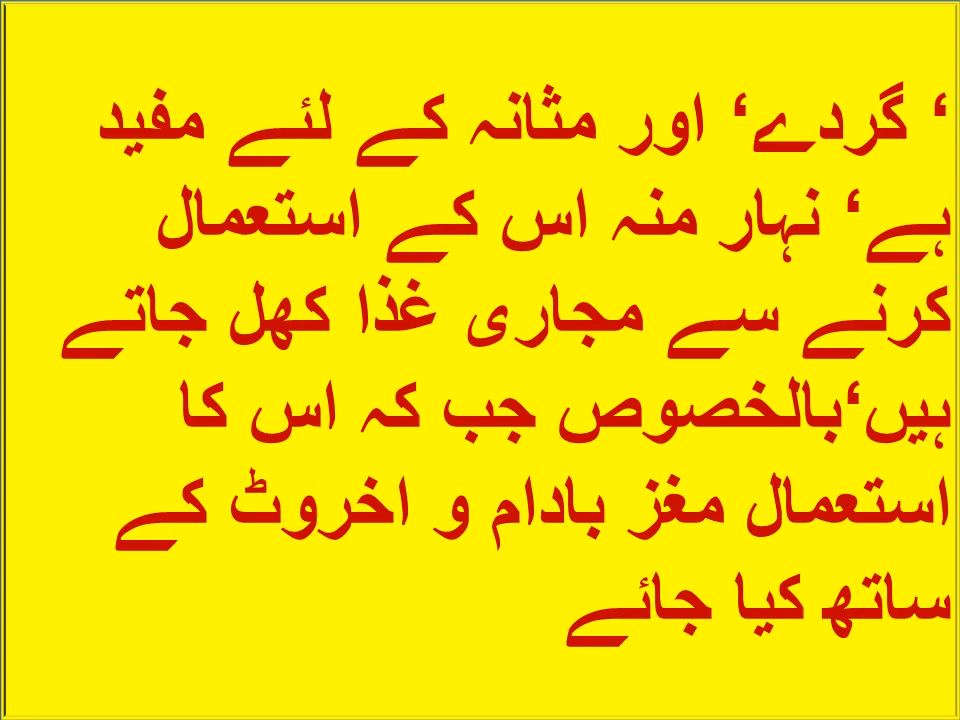 ‘ گردے‘ اور مثانہ کے لئے مفید
ہے‘ نہار منہ اس کے استعمال
کرنے سے مجاری غذا کھل جاتے
ہیں‘بالخصوص جب کہ اس کا
استعمال مغز بادام و اخروٹ کے
ساتھ کیا جائے